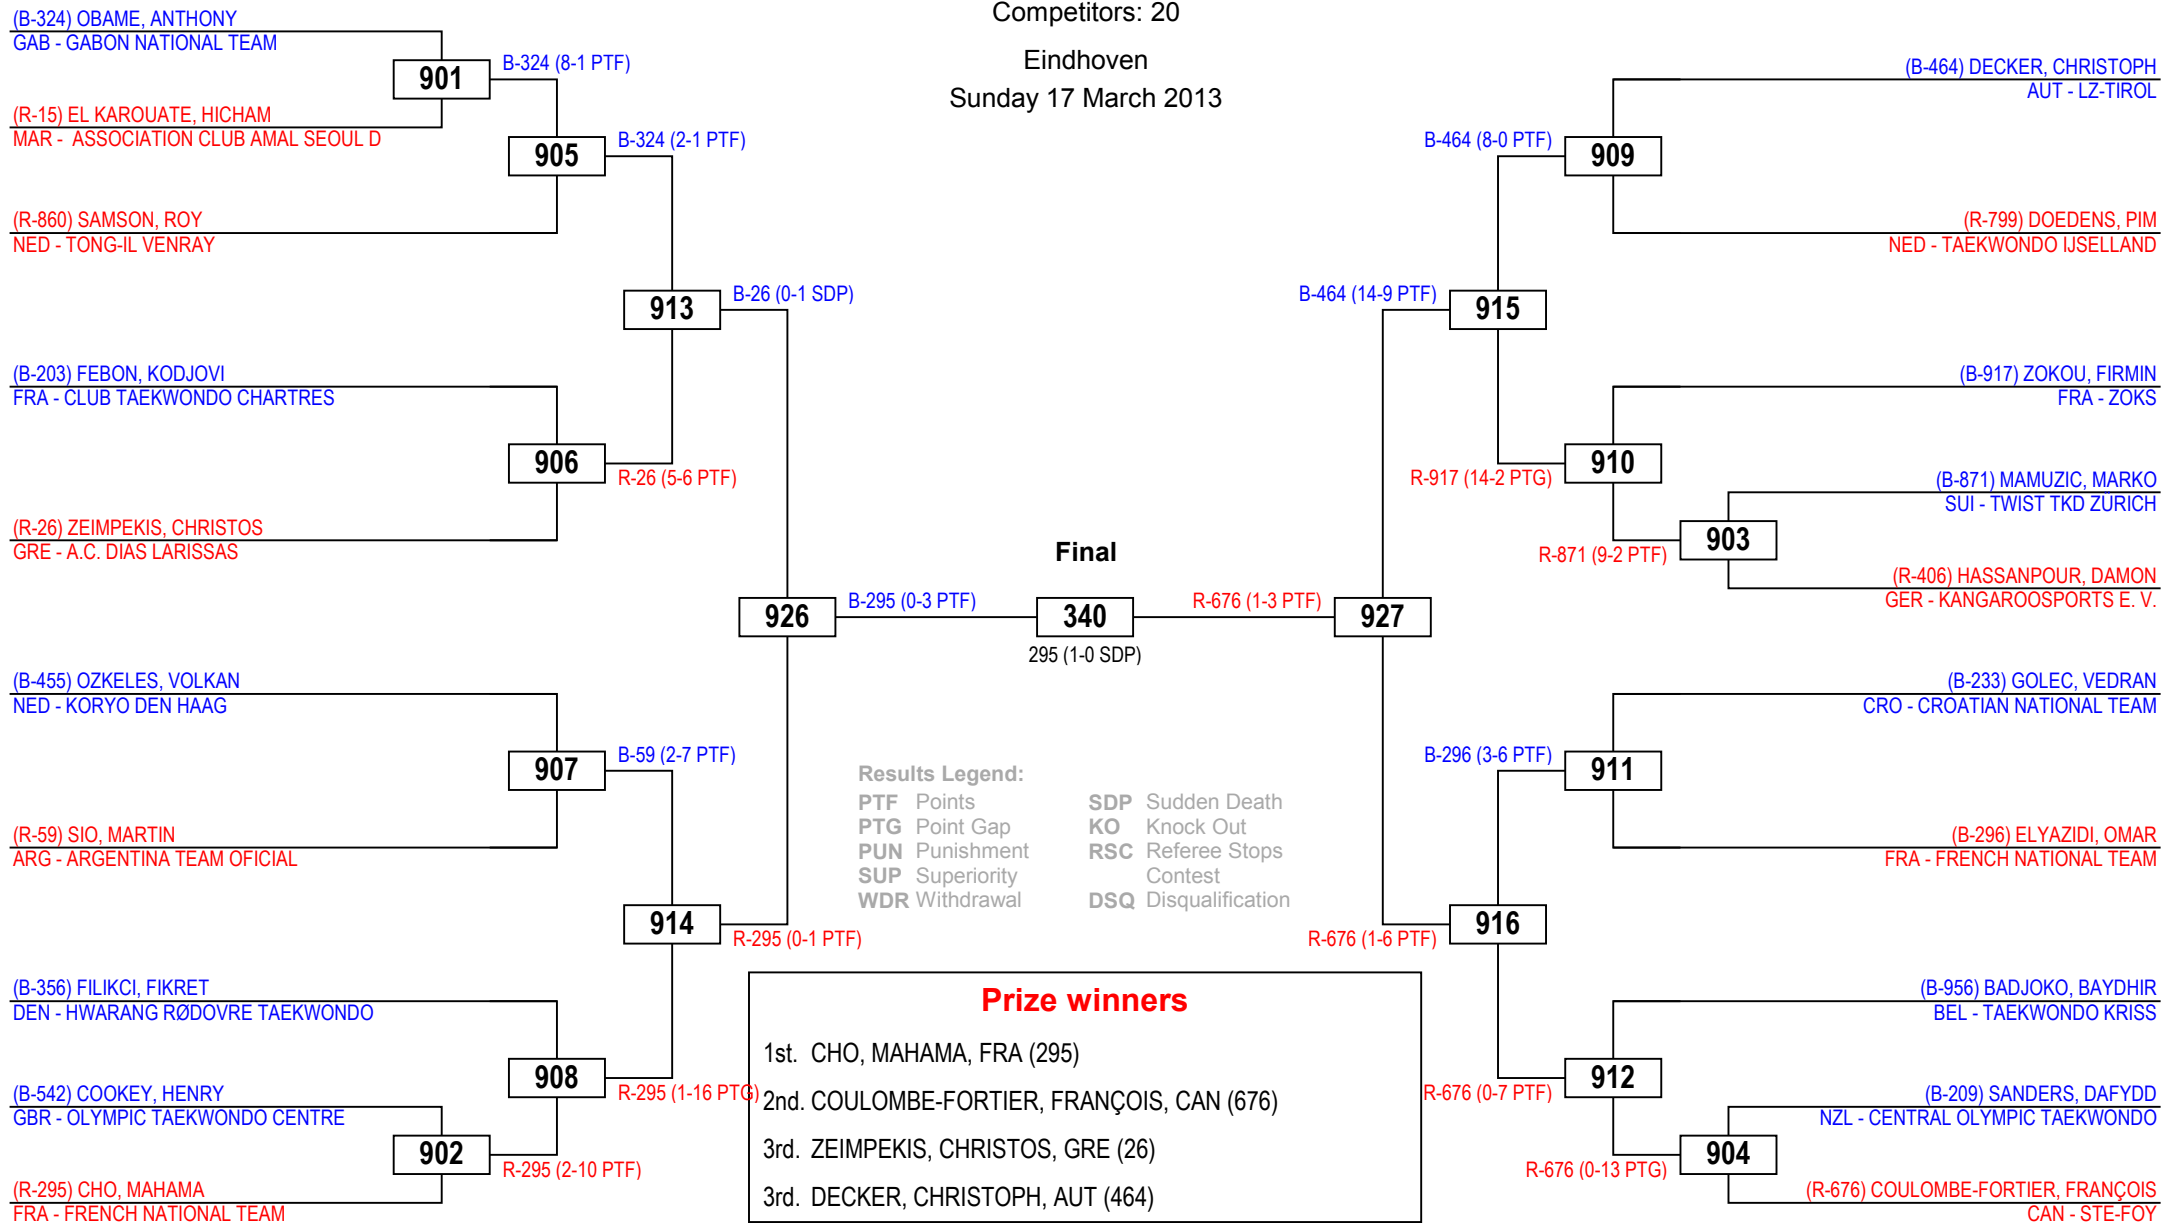 Competitors: 20
Eindhoven
Sunday 17 March 2013
(B-324) OBAME, ANTHONY
GAB - GABON NATIONAL TEAM
901
B-324 (8-1 PTF)
(R-15) EL KAROUATE, HICHAM
MAR - ASSOCIATION CLUB AMAL SEOUL D
905
B-324 (2-1 PTF)
(R-860) SAMSON, ROY
NED - TONG-IL VENRAY
913
B-26 (0-1 SDP)
(B-203) FEBON, KODJOVI
FRA - CLUB TAEKWONDO CHARTRES
906
R-26 (5-6 PTF)
(R-26) ZEIMPEKIS, CHRISTOS
GRE - A.C. DIAS LARISSAS
926
B-295 (0-3 PTF)
(B-455) OZKELES, VOLKAN
NED - KORYO DEN HAAG
907
B-59 (2-7 PTF)
(R-59) SIO, MARTIN
ARG - ARGENTINA TEAM OFICIAL
914
R-295 (0-1 PTF)
(B-356) FILIKCI, FIKRET
DEN - HWARANG RØDOVRE TAEKWONDO
908
R-295 (1-16 PTG)
(B-542) COOKEY, HENRY
GBR - OLYMPIC TAEKWONDO CENTRE
902
R-295 (2-10 PTF)
(R-295) CHO, MAHAMA
FRA - FRENCH NATIONAL TEAM
Final
340
295 (1-0 SDP)
(B-464) DECKER, CHRISTOPH
AUT - LZ-TIROL
B-464 (8-0 PTF)
909
(R-799) DOEDENS, PIM
NED - TAEKWONDO IJSELLAND
B-464 (14-9 PTF)
915
(B-917) ZOKOU, FIRMIN
FRA - ZOKS
R-917 (14-2 PTG)
910
(B-871) MAMUZIC, MARKO
SUI - TWIST TKD ZÜRICH
R-871 (9-2 PTF)
903
(R-406) HASSANPOUR, DAMON
GER - KANGAROOSPORTS E. V.
R-676 (1-3 PTF)
927
(B-233) GOLEC, VEDRAN
CRO - CROATIAN NATIONAL TEAM
B-296 (3-6 PTF)
911
(B-296) ELYAZIDI, OMAR
FRA - FRENCH NATIONAL TEAM
R-676 (1-6 PTF)
916
(B-956) BADJOKO, BAYDHIR
BEL - TAEKWONDO KRISS
R-676 (0-7 PTF)
912
(B-209) SANDERS, DAFYDD
NZL - CENTRAL OLYMPIC TAEKWONDO
R-676 (0-13 PTG)
904
(R-676) COULOMBE-FORTIER, FRANÇOIS
CAN - STE-FOY
Results Legend:
PTF Points SDP Sudden Death
PTG Point Gap KO Knock Out
PUN Punishment RSC Referee Stops
SUP Superiority Contest
WDR Withdrawal DSQ Disqualification
Prize winners
1st. CHO, MAHAMA, FRA (295)
2nd. COULOMBE-FORTIER, FRANÇOIS, CAN (676)
3rd. ZEIMPEKIS, CHRISTOS, GRE (26)
3rd. DECKER, CHRISTOPH, AUT (464)